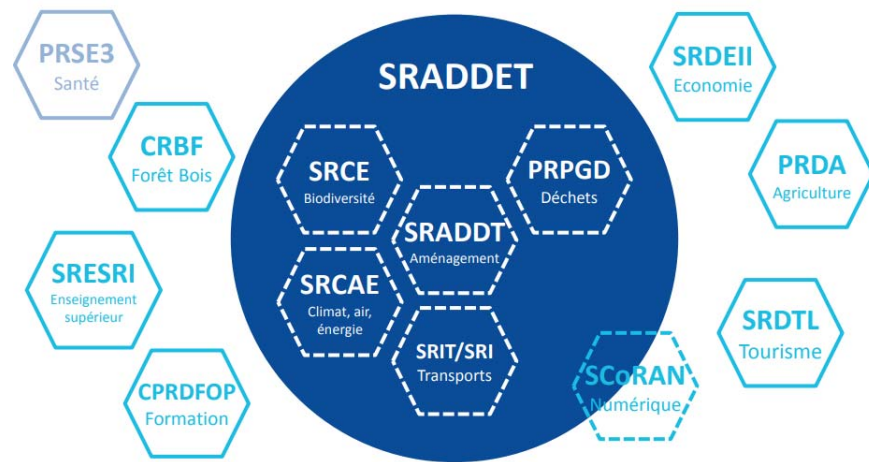 PRSE3
Santé
CRBF
Forêt Bois
SRESRI
Enseignement
supérieur
CPRDFOP
Formation
SRADDET
SRCE
Biodiversité
PRPGD
Déchets
SRADDT
Aménagement
SRCAE
Climat, air,
énergie
SRIT/SRI
Transports
SRDEII
Economie
PRDA
Agriculture
SRDTL
Tourisme
SCoRAN
Numérique